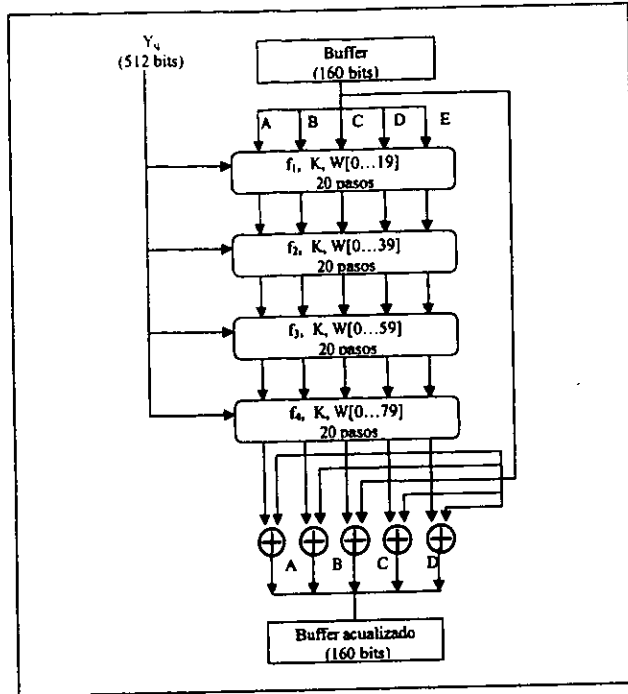 Yq
(512 bits)
Buffer
(160 bits)
A B C D E
f1, K, W[0...19]
20 pasos
f2, K, W[0...39]
20 pasos
f3, K, W[0...59]
20 pasos
f4, K, W[0...79]
20 pasos
A B C D
Buffer acualizado
(160 bits)